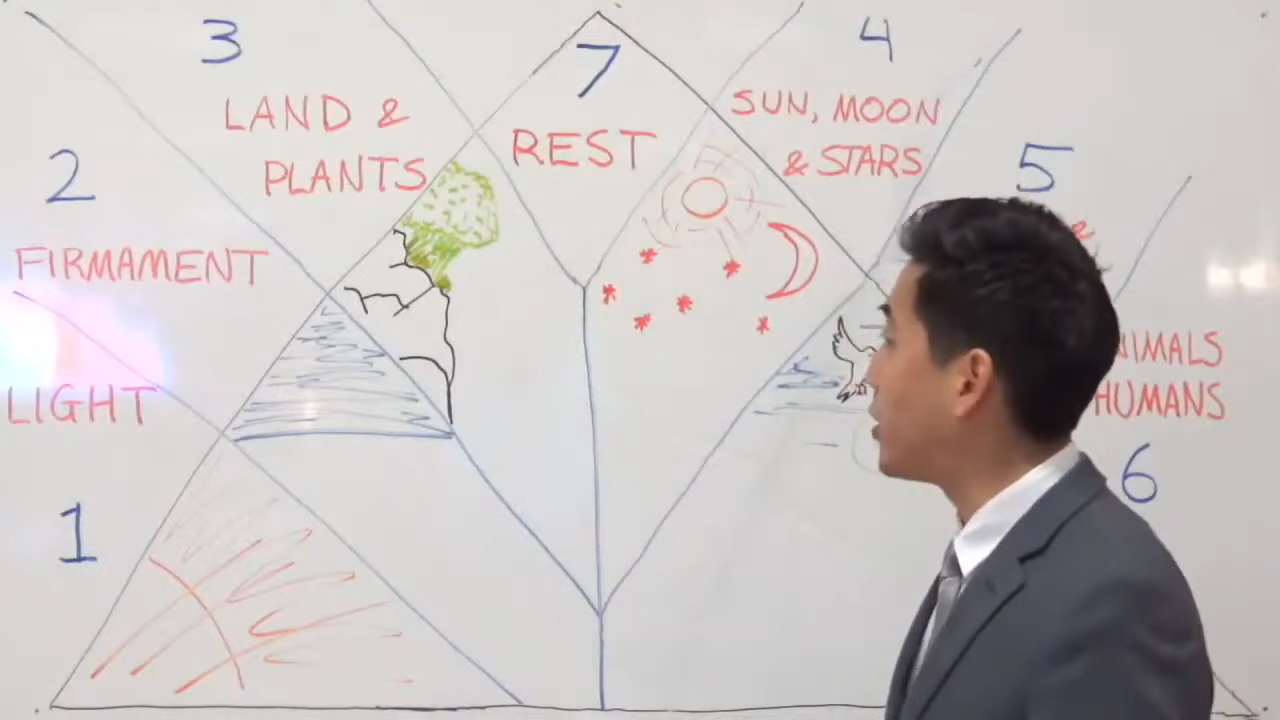 3
LAND &
PLANTS
7
REST
4
SUN, MOON
& STARS
2
FIRMAMENT
5
&
LIGHT
1
HUMANS
6